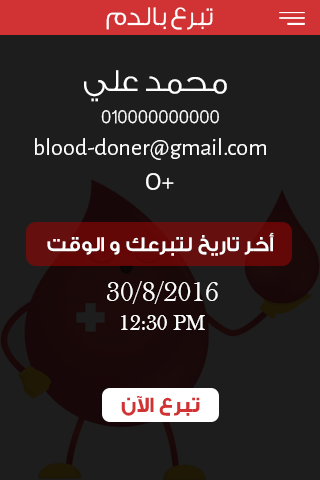 تبرع بالدم
محمد علي
010000000000
blood-doner@gmail.com
O+
أخر تاريخ لتبرعك و الوقت
30/8/2016
12:30 PM
تبرع الآن